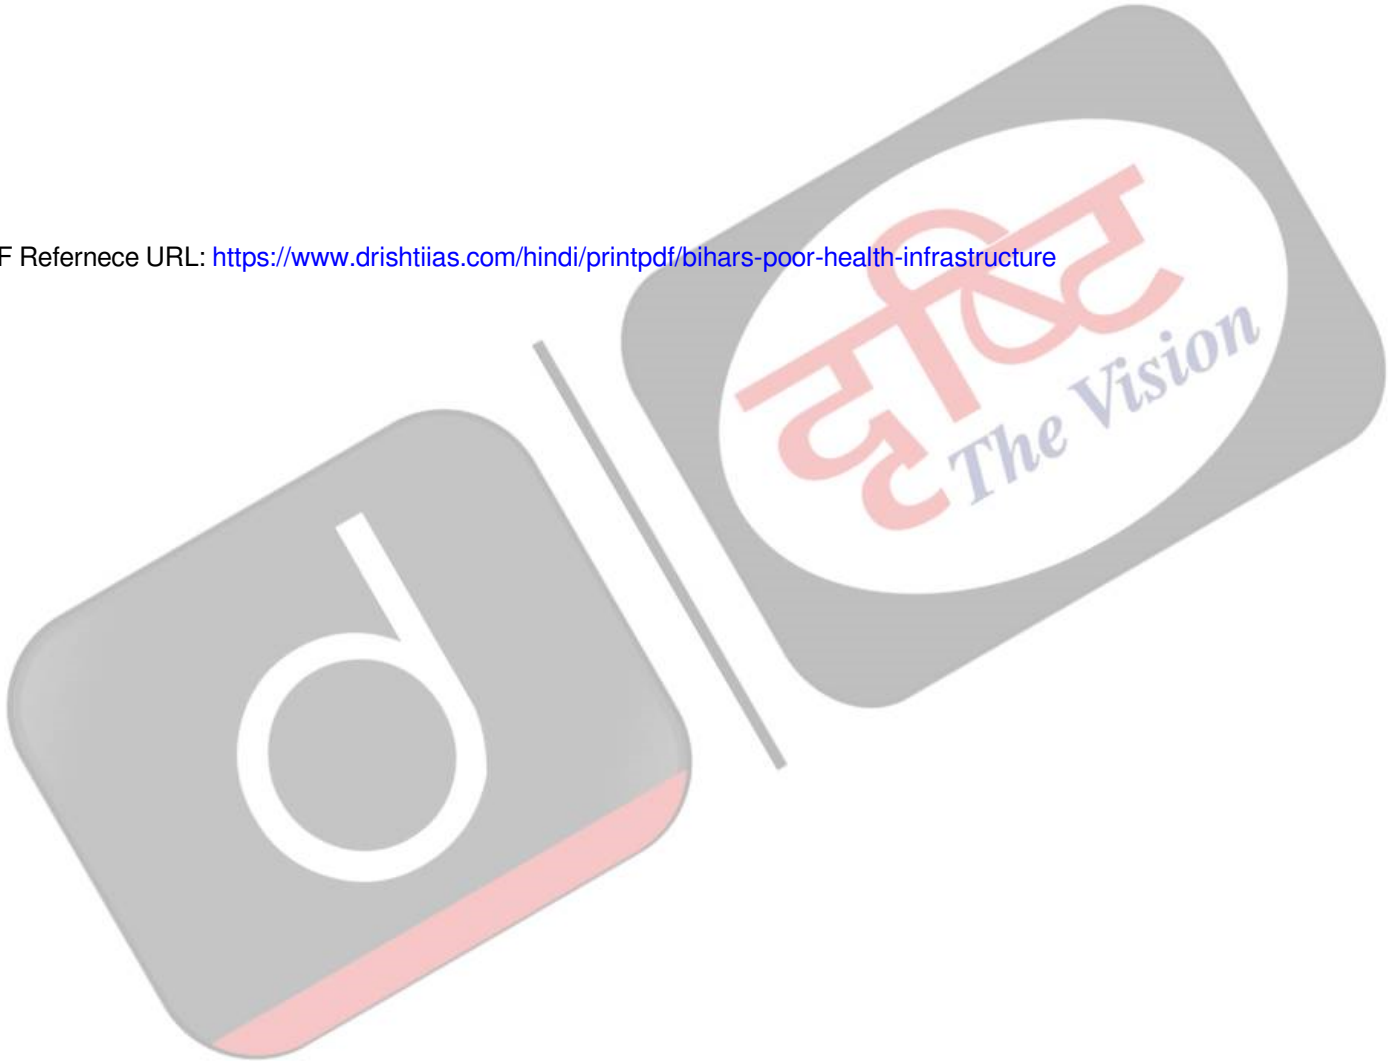 F Refernece URL: https://www.drishtiias.com/hindi/printpdf/bihars-poor-health-infrastructure
दृष्टि
The Vision
d